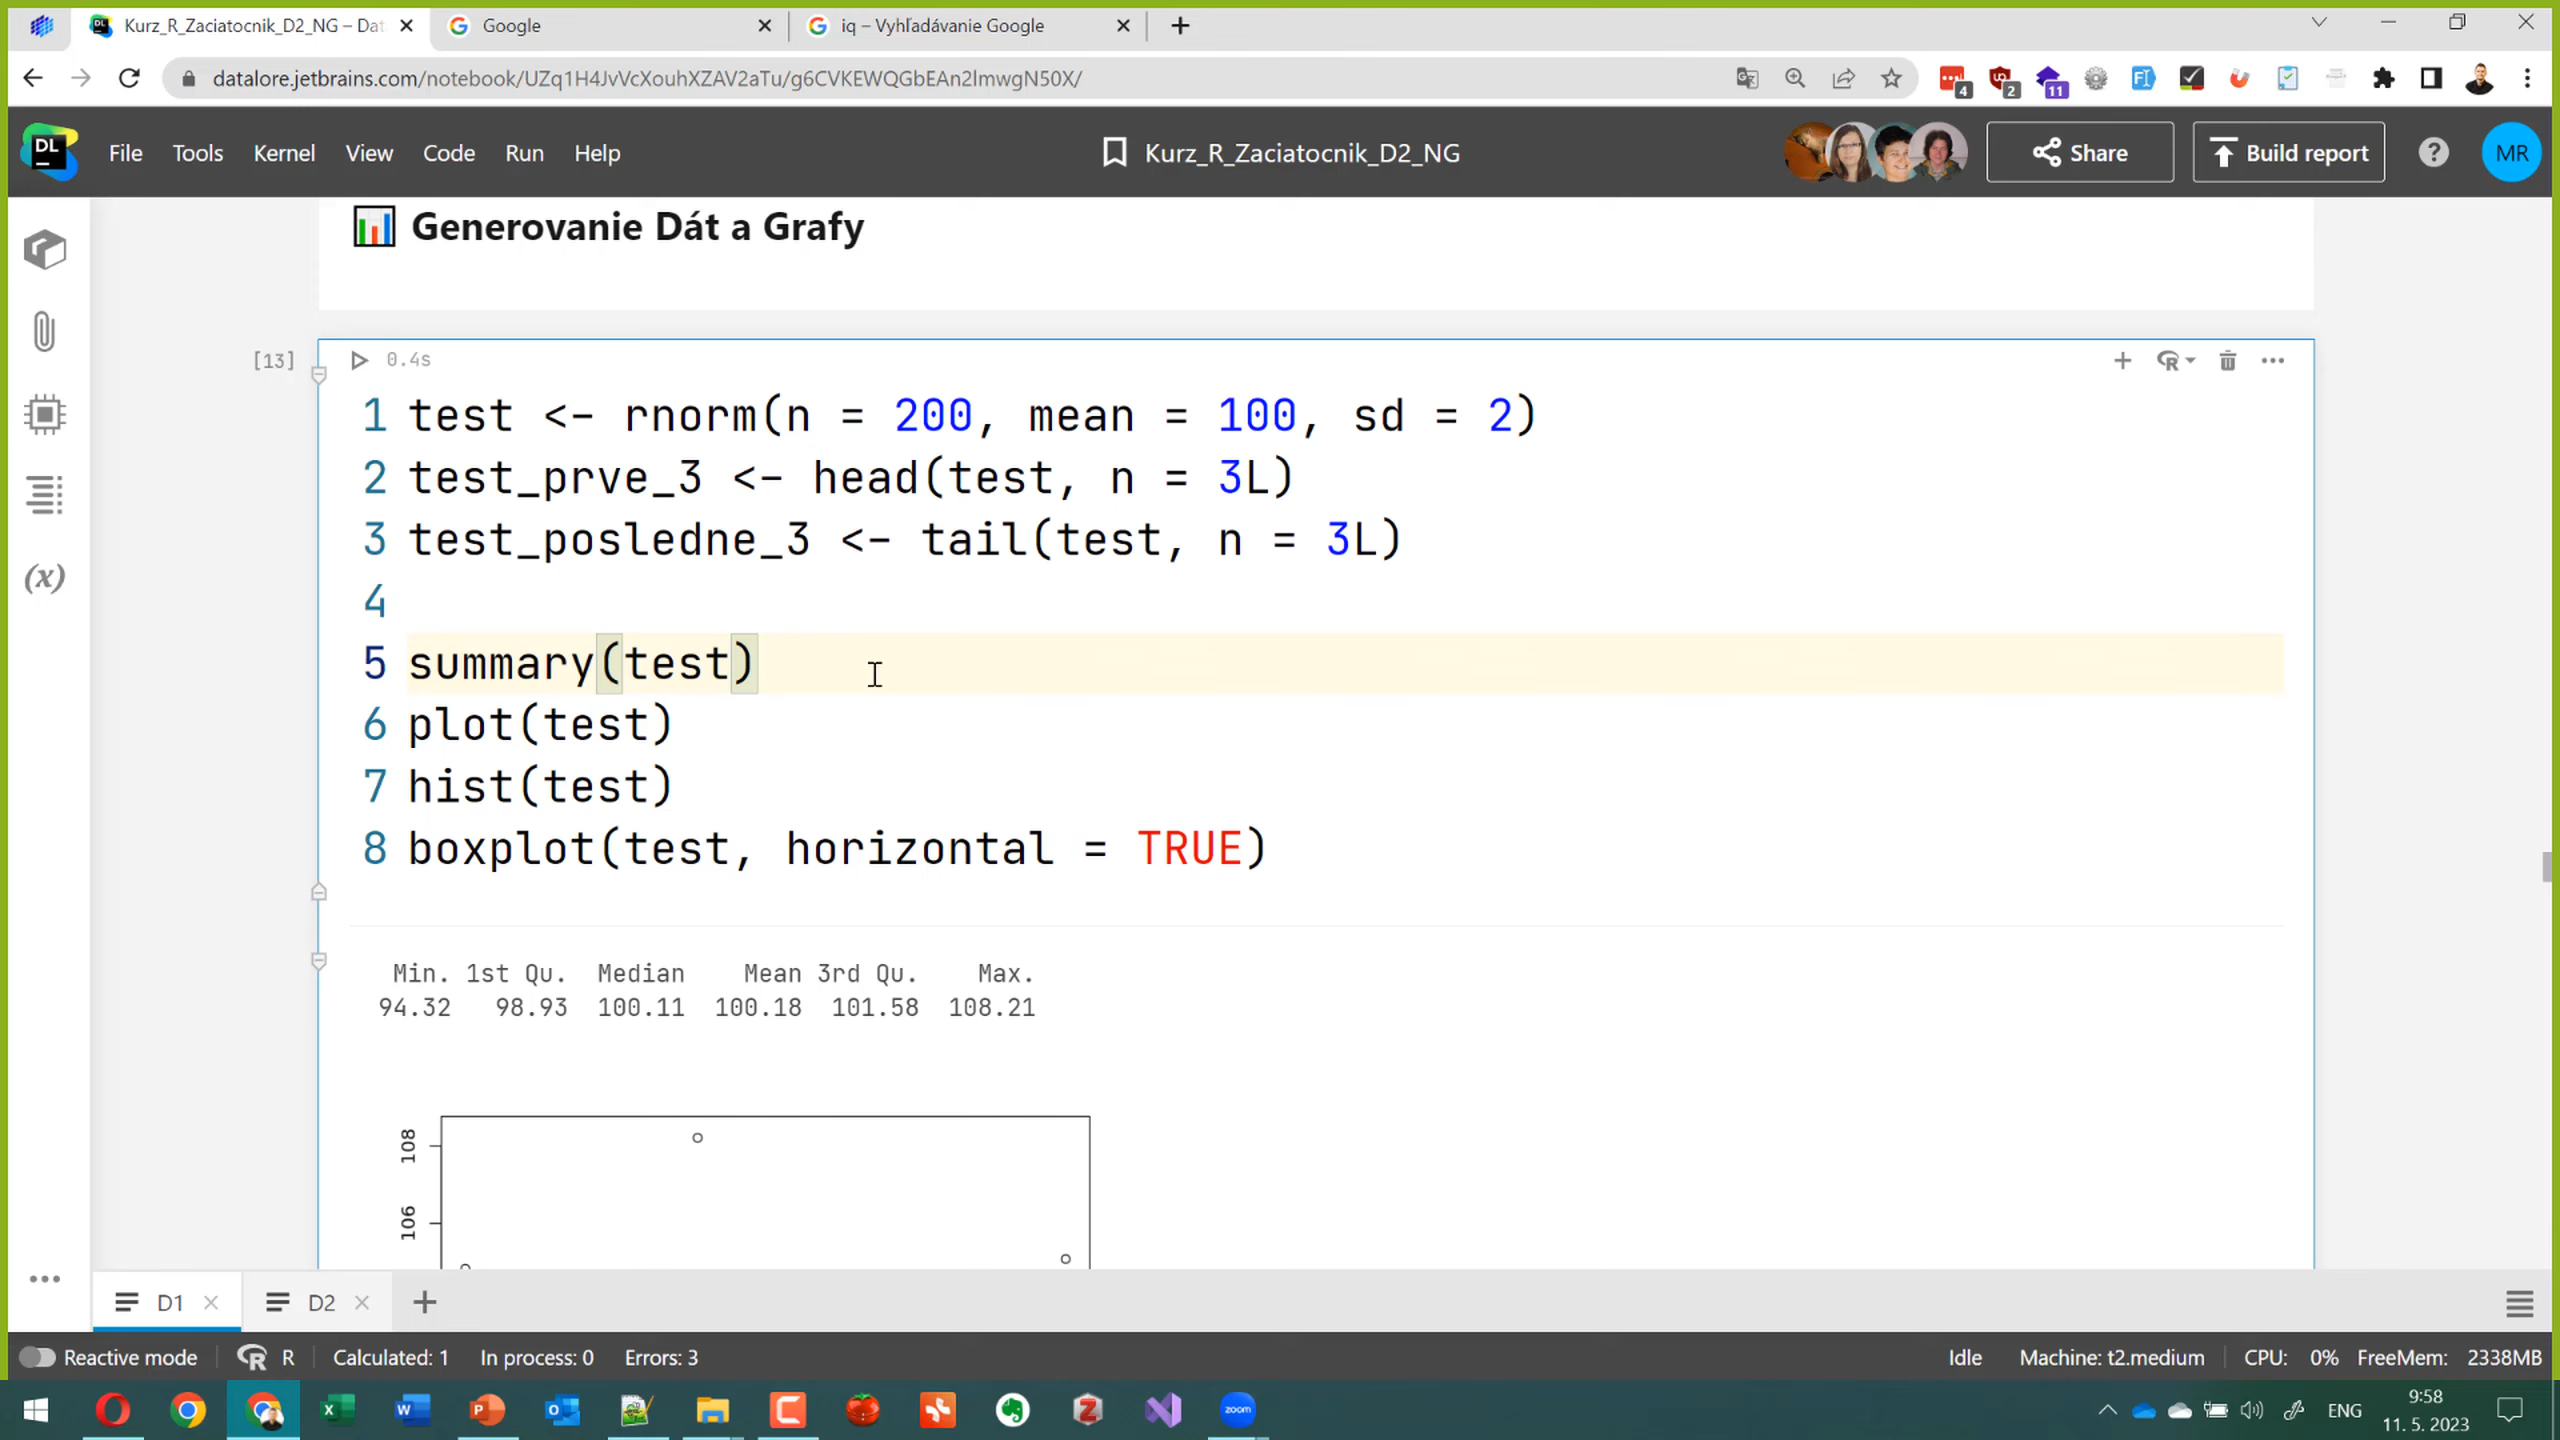 Kurz_R_Zaciatocnik_D2_NG – Dat
Google
iq – Vyhľadávanie Google
datalore.jetbrains.com/notebook/UZq1H4JvVcXouhXZAV2aTu/g6CVKEWQGbEAn2lmwgN50X/
4
2
11
DL
File
Tools
Kernel
View
Code
Run
Help
Kurz_R_Zaciatocnik_D2_NG
Share
Build report
MR
Generovanie Dát a Grafy
[13]
0.4s
1 test <- rnorm(n = 200, mean = 100, sd = 2)
2 test_prve_3 <- head(test, n = 3L)
3 test_posledne_3 <- tail(test, n = 3L)
4
5 summary(test)
6 plot(test)
7 hist(test)
8 boxplot(test, horizontal = TRUE)
Min. 1st Qu. Median Mean 3rd Qu. Max.
94.32 98.93 100.11 100.18 101.58 108.21
108
106
(x)
D1
D2
Reactive mode
R
Calculated: 1
In process: 0
Errors: 3
Idle
Machine: t2.medium
CPU: 0%
FreeMem: 2338MB
zoom
ENG
9:58
11. 5. 2023